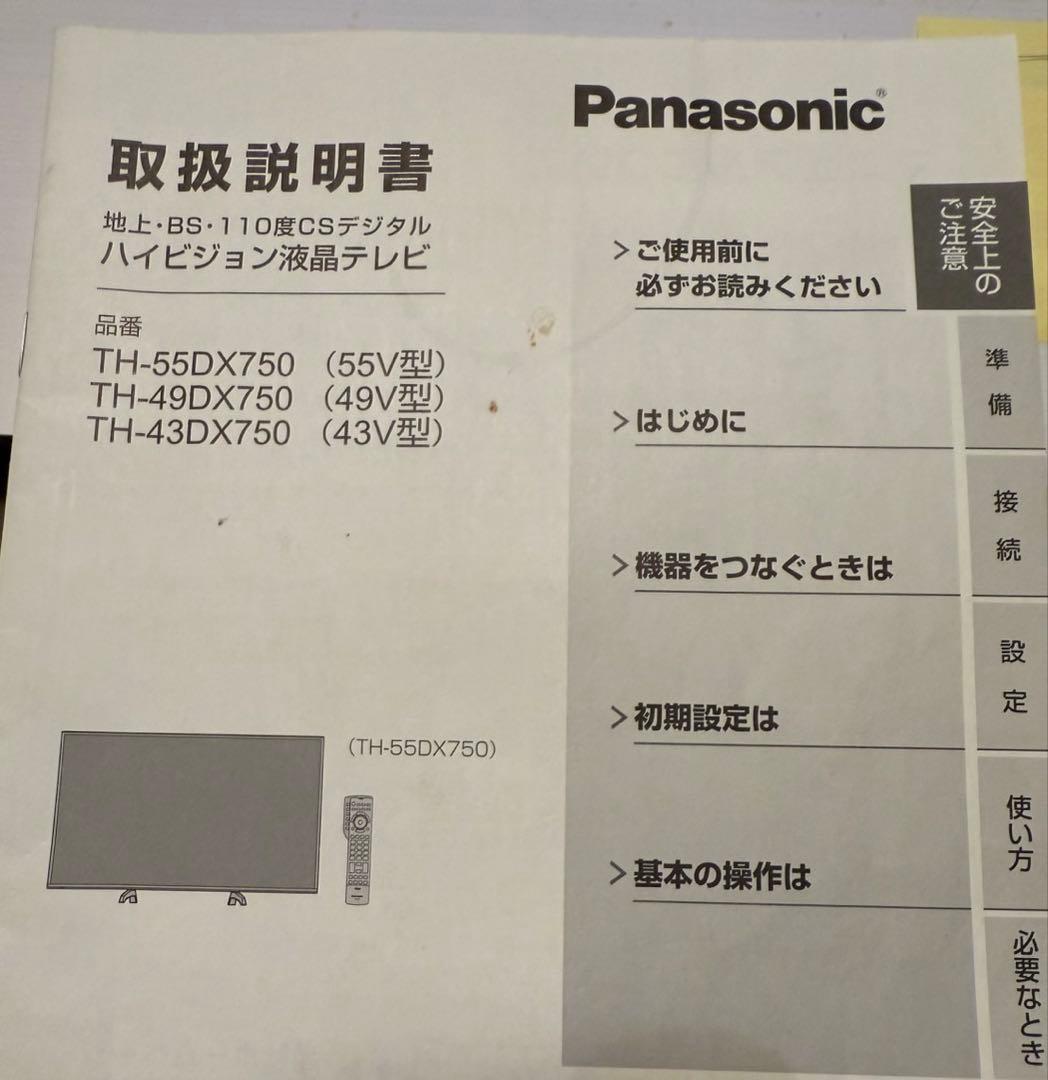 Panasonic®
取扱説明書
地上・BS・110度CSデジタル
ハイビジョン液晶テレビ
品番
TH-55DX750 （55V型）
TH-49DX750 （49V型）
TH-43DX750 （43V型）
（TH-55DX750）
＞ご使用前に
必ずお読みください
安全上の
ご注意
＞はじめに
準備
＞機器をつなぐときは
接続
＞初期設定は
設定
＞基本の操作は
使い方
必要なとき